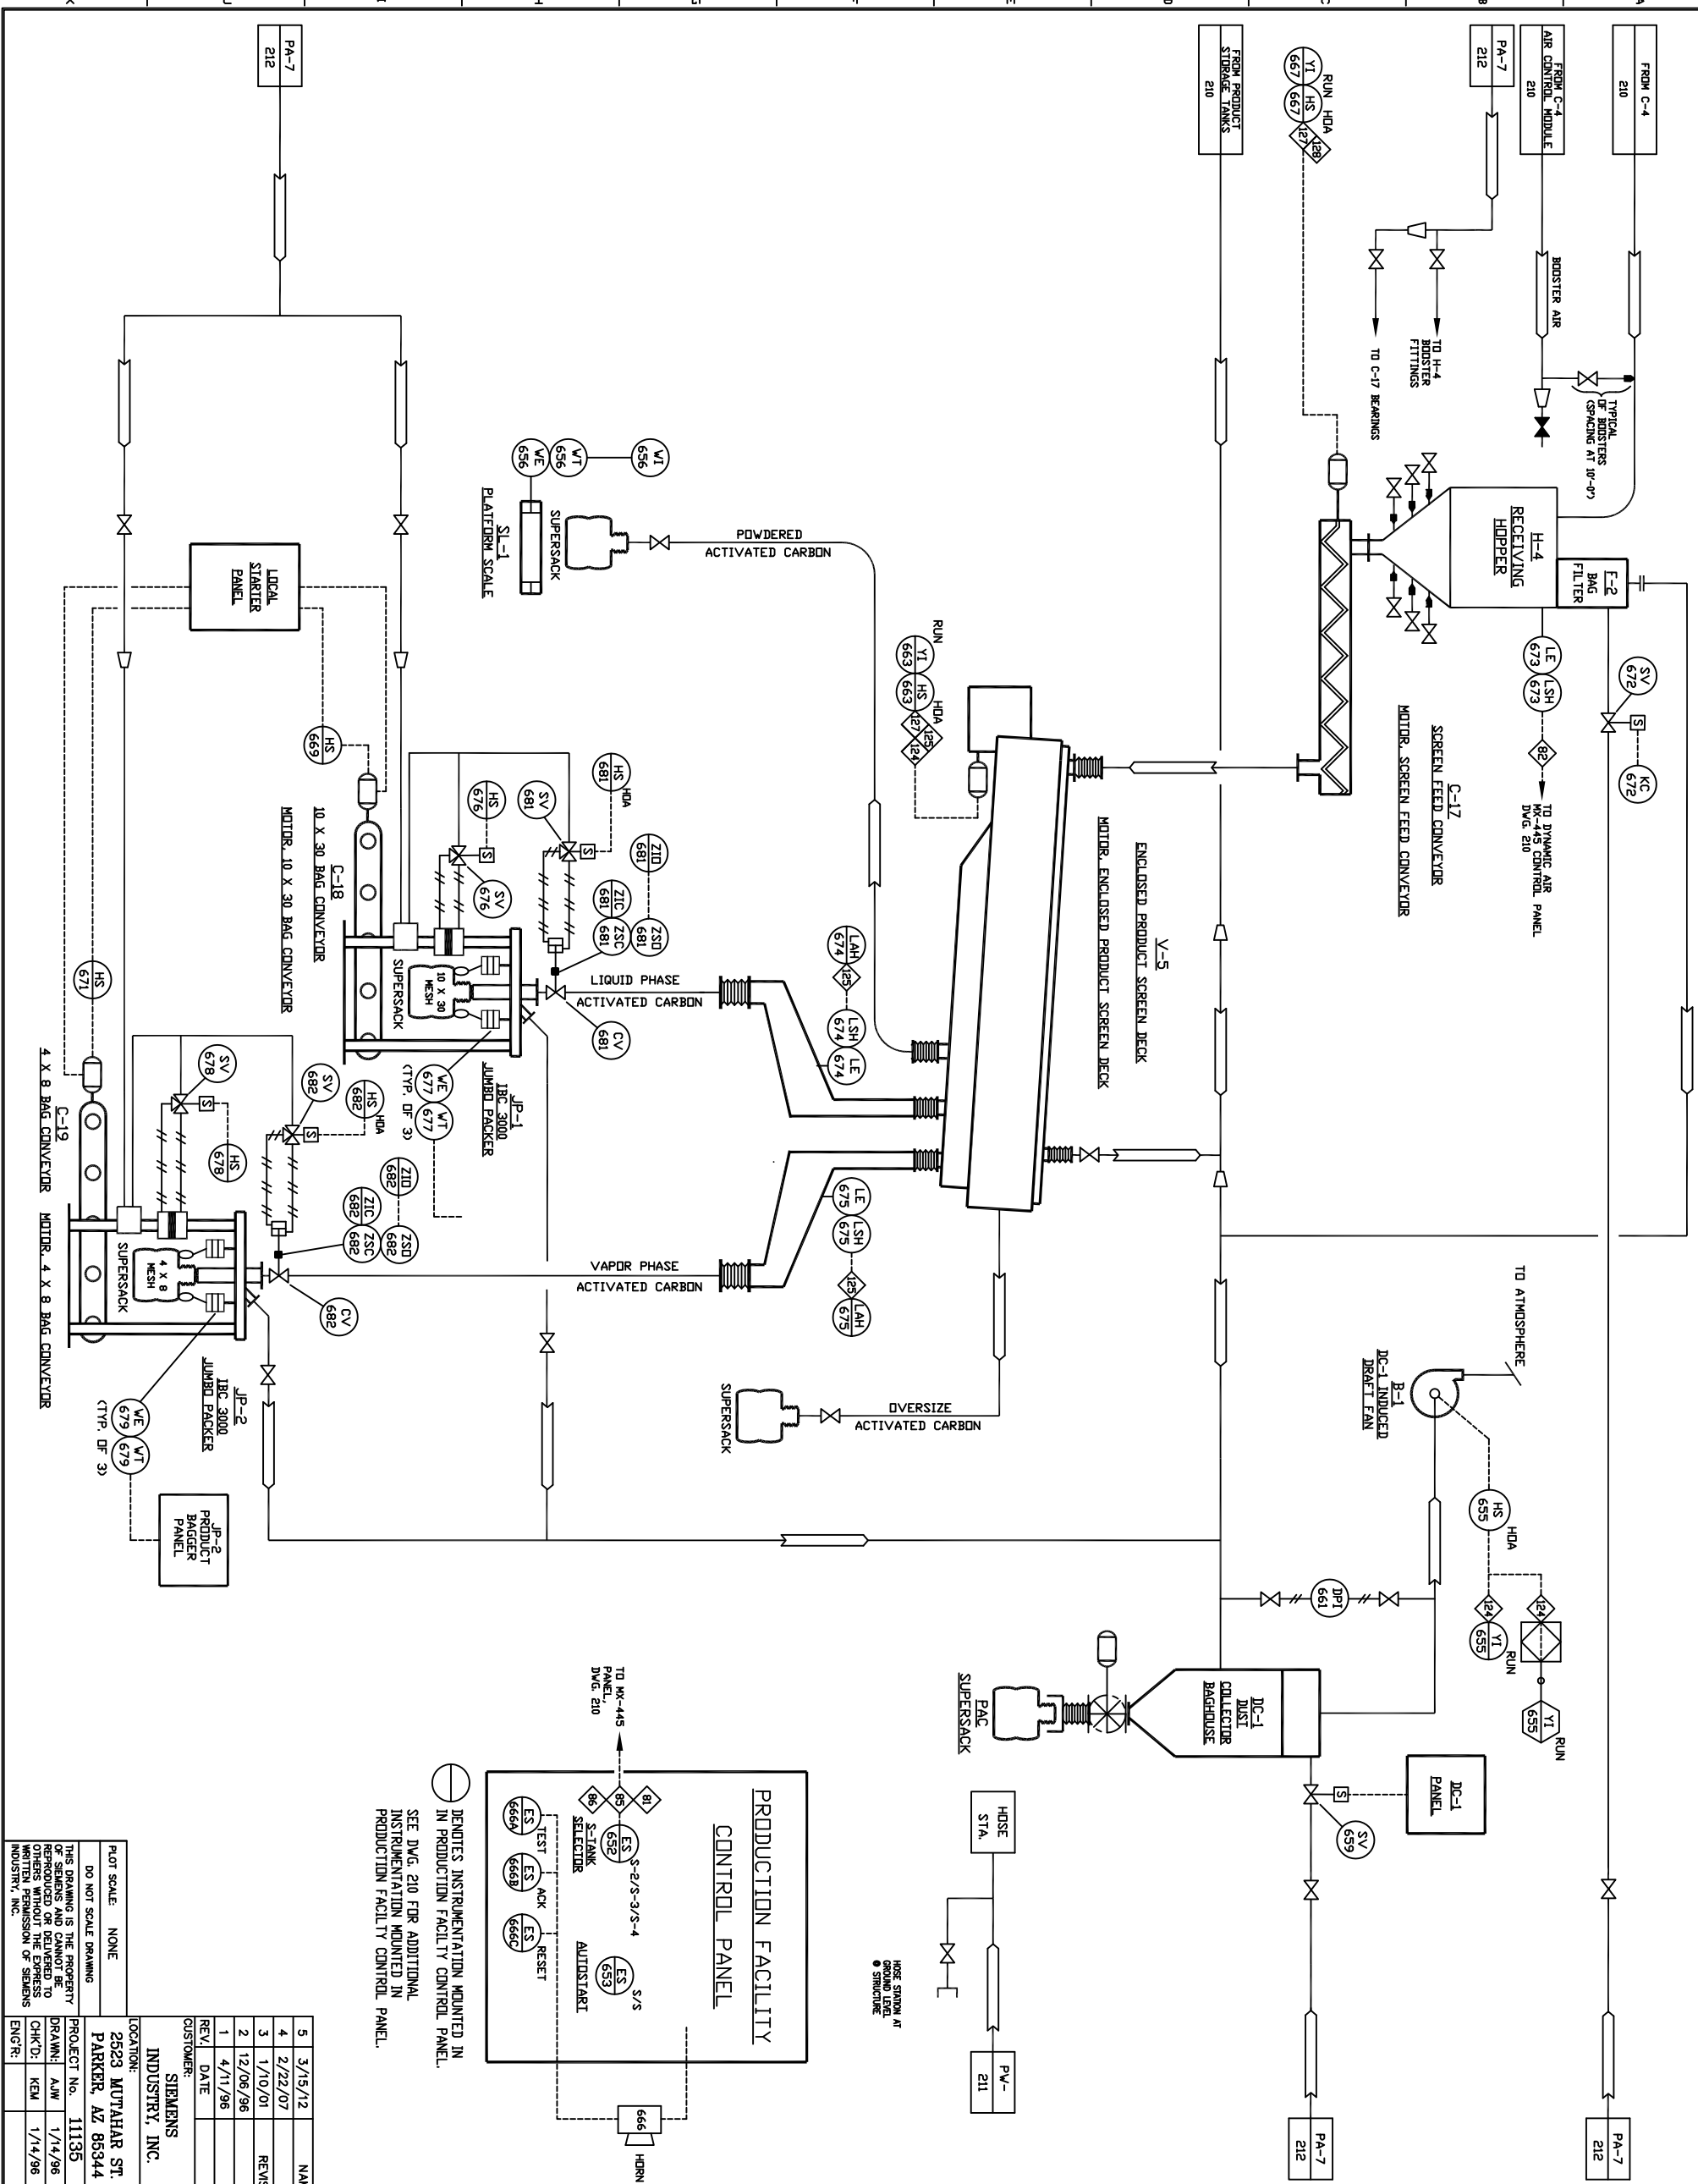 FROM C-4
210
FROM C-4
AIR CONTROL MODULE
210
PA-7
212
BOOSTER AIR
TYPICAL
OF BOOSTERS
(SPACING AT 10'-0")
TO H-4
BOOSTER
FITTINGS
TO C-17 BEARINGS
RUN HOA
YI
667
HS
667
127
128
FROM PRODUCT
STORAGE TANKS
210
H-4
RECEIVING
HOPPER
F-2
BAG
FILTER
SV
672
S
KC
672
LE
673
LSH
673
82
TO DYNAMIC AIR
MX-445 CONTROL PANEL
DWG. 210
C-17
SCREEN FEED CONVEYOR
MOTOR, SCREEN FEED CONVEYOR
V-5
ENCLOSED PRODUCT SCREEN DECK
MOTOR, ENCLOSED PRODUCT SCREEN DECK
RUN
YI
663
HS
663
HOA
127
125
124
WI
656
WT
656
WE
656
SL-1
PLATFORM SCALE
SUPERSACK
POWDERED
ACTIVATED CARBON
LAH
674
125
LSH
674
LE
674
LE
675
LSH
675
125
LAH
675
LIQUID PHASE
ACTIVATED CARBON
VAPOR PHASE
ACTIVATED CARBON
OVERSIZE
ACTIVATED CARBON
SUPERSACK
PA-7
212
LOCAL
STARTER
PANEL
HS
669
HS
671
C-18
10 X 30 BAG CONVEYOR
MOTOR, 10 X 30 BAG CONVEYOR
HS
676
S
SV
676
HS
681
HOA
SV
681
S
ZIO
681
ZSO
681
ZIC
681
ZSC
681
CV
681
10 X 30
MESH
SUPERSACK
JP-1
IBC 3000
JUMBO PACKER
WE
677
WT
677
(TYP. OF 3)
C-19
4 X 8 BAG CONVEYOR
MOTOR, 4 X 8 BAG CONVEYOR
SV
678
S
HS
678
SV
682
HS
682
HOA
S
ZIO
682
ZSO
682
ZIC
682
ZSC
682
CV
682
4 X 8
MESH
SUPERSACK
JP-2
IBC 3000
JUMBO PACKER
WE
679
WT
679
(TYP. OF 3)
JP-2
PRODUCT
BAGGER
PANEL
TO ATMOSPHERE
B-1
DC-1 INDUCED
DRAFT FAN
HS
655
HOA
124
YI
655
RUN
124
YI
655
RUN
DPI
661
DC-1
DUST
COLLECTOR
BAGHOUSE
PAC
SUPERSACK
DC-1
PANEL
S
SV
659
PA-7
212
PA-7
212
HOSE
STA.
PW-
211
HOSE STATION AT
GROUND LEVEL
@ STRUCTURE
PRODUCTION FACILITY
CONTROL PANEL
TO MX-445
PANEL,
DWG. 210
81
85
86
ES
652
S-2/S-3/S-4
S-TANK
SELECTOR
ES
653
S/S
AUTOSTART
ES
666A
TEST
ES
666B
ACK
ES
666C
RESET
666
HORN
DENOTES INSTRUMENTATION MOUNTED IN
IN PRODUCTION FACILTY CONTROL PANEL.
SEE DWG. 210 FOR ADDITIONAL
INSTRUMENTATION MOUNTED IN
PRODUCTION FACILTY CONTROL PANEL.
PLOT SCALE: NONE
DO NOT SCALE DRAWING
THIS DRAWING IS THE PROPERTY
OF SIEMENS AND CANNOT BE
REPRODUCED OR DELIVERED TO
OTHERS WITHOUT THE EXPRESS
WRITTEN PERMISSION OF SIEMENS
INDUSTRY, INC.
5 3/15/12
4 2/22/07
3 1/10/01
2 12/06/96
1 4/11/96
REV. DATE
CUSTOMER:
SIEMENS
INDUSTRY, INC.
LOCATION:
2523 MUTAHAR ST.
PARKER, AZ 85344
PROJECT No. 11135
DRAWN: AJW 1/14/96
CHK'D: KEM 1/14/96
ENG'R: